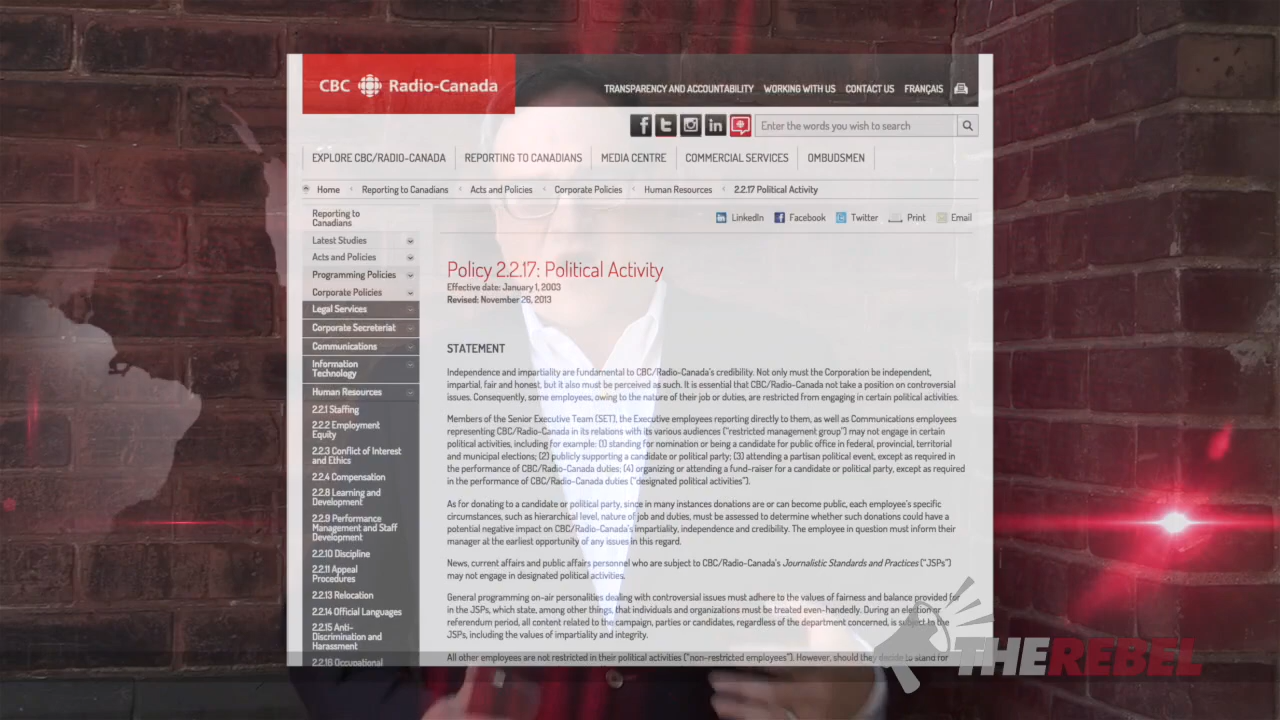 CBC Radio-Canada
TRANSPARENCY AND ACCOUNTABILITY WORKING WITH US CONTACT US FRANÇAIS
Enter the words you wish to search
EXPLORE CBC/RADIO-CANADA REPORTING TO CANADIANS MEDIA CENTRE COMMERCIAL SERVICES OMBUDSMEN
Home Reporting to Canadians Acts and Policies Corporate Policies Human Resources 2.2.17 Political Activity
LinkedIn Facebook Twitter Print Email
Reporting to
Canadians
Latest Studies
Acts and Policies
Programming Policies
Corporate Policies
Legal Services
Corporate Secretariat
Communications
Information
Technology
Human Resources
2.2.1 Staffing
2.2.2 Employment
Equity
2.2.3 Conflict of Interest
and Ethics
2.2.4 Compensation
2.2.8 Learning and
Development
2.2.9 Performance
Management and Staff
Development
2.2.10 Discipline
2.2.11 Appeal
Procedures
2.2.13 Relocation
2.2.14 Official Languages
2.2.15 Anti-
Discrimination and
Harassment
2.2.16 Occupational
Policy 2.2.17: Political Activity
Effective date: January 1, 2003
Revised: November 26, 2013
STATEMENT
Independence and impartiality are fundamental to CBC/Radio-Canada's credibility. Not only must the Corporation be independent,
impartial, fair and honest, but it also must be perceived as such. It is essential that CBC/Radio-Canada not take a position on controversial
issues. Consequently, some employees, owing to the nature of their job or duties, are restricted from engaging in certain political activities.
Members of the Senior Executive Team (SET), the Executive employees reporting directly to them, as well as Communications employees
representing CBC/Radio-Canada in its relations with its various audiences ("restricted management group") may not engage in certain
political activities, including for example: (1) standing for nomination or being a candidate for public office in federal, provincial, territorial
and municipal elections; (2) publicly supporting a candidate or political party; (3) attending a partisan political event, except as required in
the performance of CBC/Radio-Canada duties; (4) organizing or attending a fund-raiser for a candidate or political party, except as required
in the performance of CBC/Radio-Canada duties ("designated political activities").
As for donating to a candidate or political party, since in many instances donations are or can become public, each employee's specific
circumstances, such as hierarchical level, nature of job and duties, must be assessed to determine whether such donations could have a
potential negative impact on CBC/Radio-Canada's impartiality, independence and credibility. The employee in question must inform their
manager at the earliest opportunity of any issues in this regard.
News, current affairs and public affairs personnel who are subject to CBC/Radio-Canada's Journalistic Standards and Practices ("JSPs")
may not engage in designated political activities.
General programming on-air personalities dealing with controversial issues must adhere to the values of fairness and balance provided for
in the JSPs, which state, among other things, that individuals and organizations must be treated even-handedly. During an election or
referendum period, all content related to the campaign, parties or candidates, regardless of the department concerned, is subject to the
JSPs, including the values of impartiality and integrity.
All other employees are not restricted in their political activities ("non-restricted employees"). However, should they decide to stand for
THE REBEL